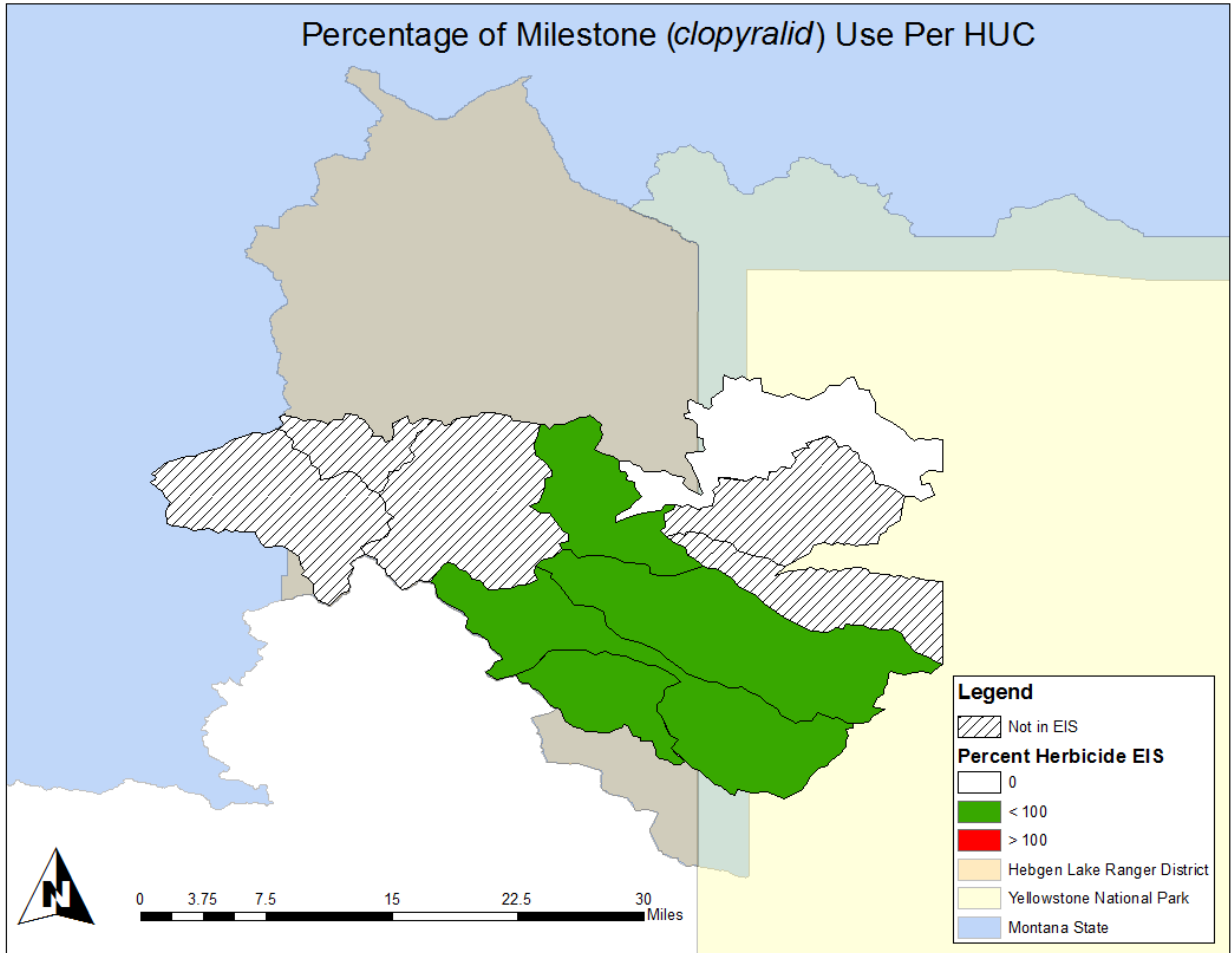 Percentage of Milestone (clopyralid) Use Per HUC
Legend
Not in EIS
Percent Herbicide EIS
0
< 100
> 100
Hebgen Lake Ranger District
Yellowstone National Park
Montana State
N
0 3.75 7.5 15 22.5 30
Miles